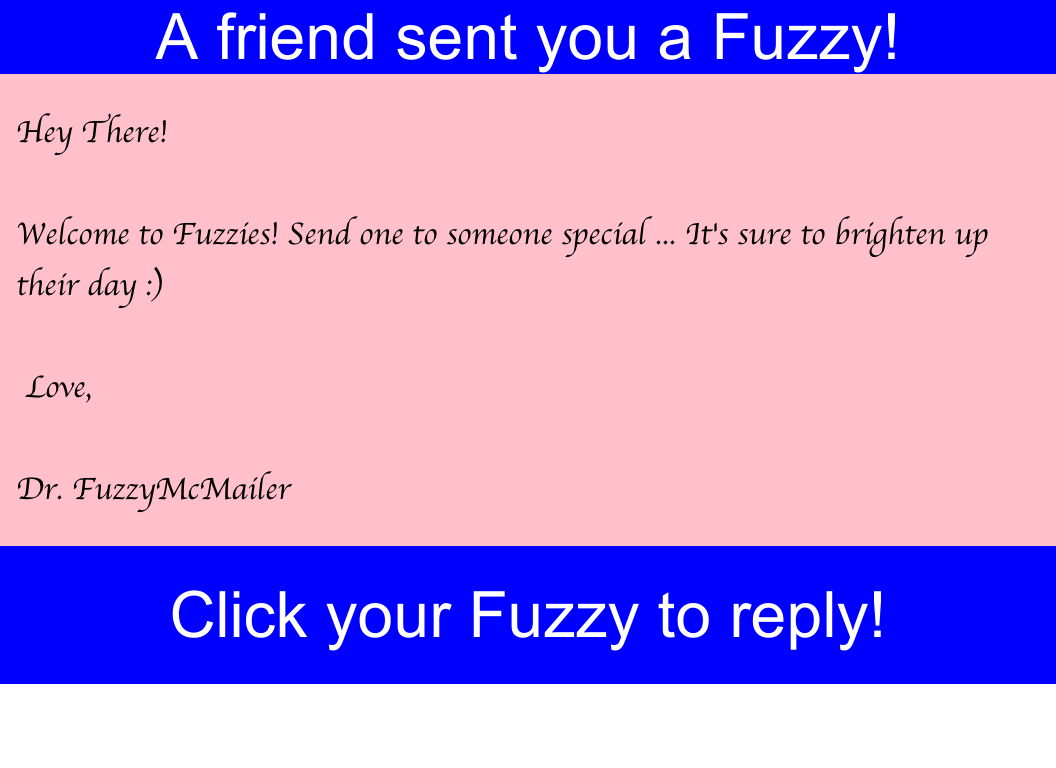 A friend sent you a Fuzzy!
Hey There!
Welcome to Fuzzies! Send one to someone special ... It's sure to brighten up
their day :)
Love,
Dr. FuzzyMcMailer
Click your Fuzzy to reply!